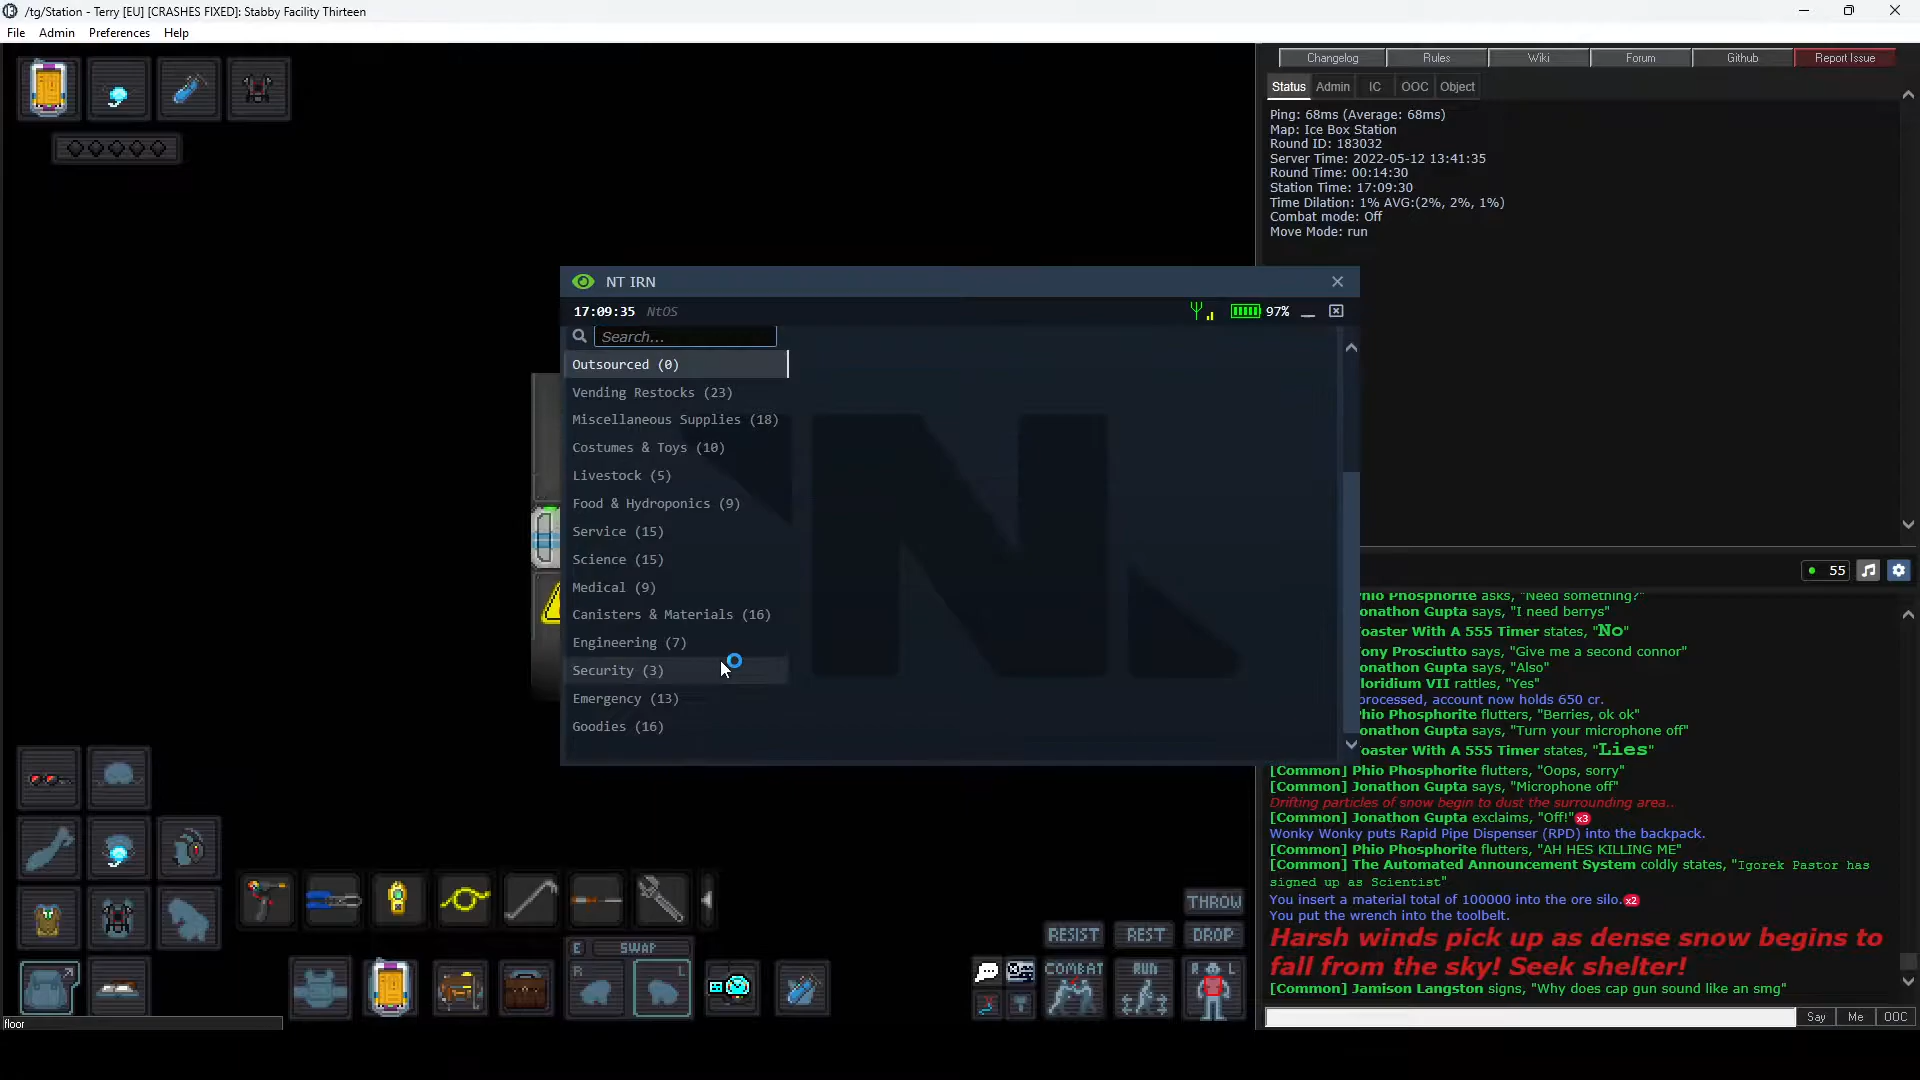 /tg/Station - Terry [EU] [CRASHES FIXED]: Stabby Facility Thirteen
File Admin Preferences Help
Changelog Rules Wiki Forum Github Report Issue
Status Admin IC OOC Object
Ping: 68ms (Average: 68ms)
Map: Ice Box Station
Round ID: 183032
Server Time: 2022-05-12 13:41:35
Round Time: 00:14:30
Station Time: 17:09:30
Time Dilation: 1% AVG:(2%, 2%, 1%)
Combat mode: Off
Move Mode: run
NT IRN
17:09:35 NtOS 97%
Search...
Outsourced (0)
Vending Restocks (23)
Miscellaneous Supplies (18)
Costumes & Toys (10)
Livestock (5)
Food & Hydroponics (9)
Service (15)
Science (15)
Medical (9)
Canisters & Materials (16)
Engineering (7)
Security (3)
Emergency (13)
Goodies (16)
55
hio Phosphorite asks, "Need something?"
onathon Gupta says, "I need berrys"
oaster With A 555 Timer states, "No"
ony Prosciutto says, "Give me a second connor"
onathon Gupta says, "Also"
loridium VII rattles, "Yes"
processed, account now holds 650 cr.
hio Phosphorite flutters, "Berries, ok ok"
onathon Gupta says, "Turn your microphone off"
oaster With A 555 Timer states, "Lies"
[Common] Phio Phosphorite flutters, "Oops, sorry"
[Common] Jonathon Gupta says, "Microphone off"
Drifting particles of snow begin to dust the surrounding area..
[Common] Jonathon Gupta exclaims, "Off!" x3
Wonky Wonky puts Rapid Pipe Dispenser (RPD) into the backpack.
[Common] Phio Phosphorite flutters, "AH HES KILLING ME"
[Common] The Automated Announcement System coldly states, "Igorek Pastor has
signed up as Scientist"
You insert a material total of 100000 into the ore silo. x2
You put the wrench into the toolbelt.
Harsh winds pick up as dense snow begins to
fall from the sky! Seek shelter!
[Common] Jamison Langston signs, "Why does cap gun sound like an smg"
Say Me OOC
THROW
RESIST REST DROP
E SWAP
R L
COMBAT RUN R L
floor